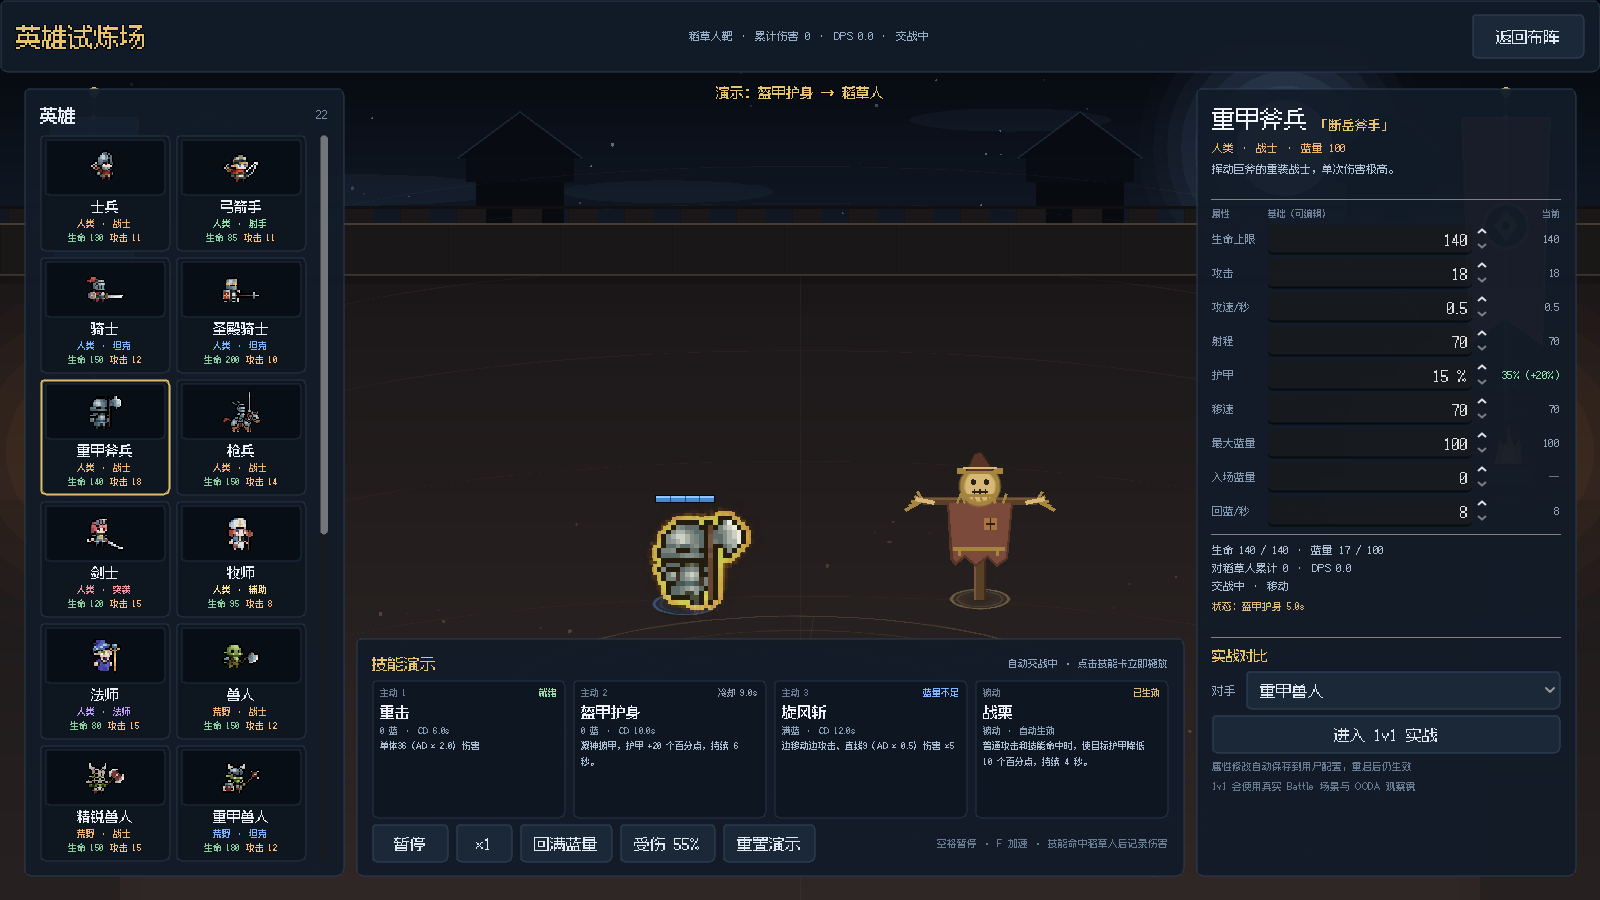 英雄试炼场
稻草人靶 · 累计伤害 0 · DPS 0.0 · 交战中
返回布阵
演示：盔甲护身 → 稻草人
英雄 22
士兵
人类 · 战士
生命 130 攻击 11
弓箭手
人类 · 射手
生命 85 攻击 11
骑士
人类 · 坦克
生命 150 攻击 12
圣殿骑士
人类 · 坦克
生命 200 攻击 10
重甲斧兵
人类 · 战士
生命 140 攻击 18
枪兵
人类 · 战士
生命 150 攻击 14
剑士
人类 · 突袭
生命 120 攻击 15
牧师
人类 · 辅助
生命 95 攻击 8
法师
人类 · 法师
生命 80 攻击 15
兽人
荒野 · 战士
生命 150 攻击 12
精锐兽人
荒野 · 战士
生命 150 攻击 15
重甲兽人
荒野 · 坦克
生命 180 攻击 12
技能演示
自动交战中 · 点击技能卡立即施放
主动 1 就绪
重击
0 蓝 · CD 6.0s
单体36（AD × 2.0）伤害
主动 2 冷却 9.0s
盔甲护身
0 蓝 · CD 10.0s
凝神披甲，护甲 +20 个百分点，持续 6
秒。
主动 3 蓝量不足
旋风斩
满蓝 · CD 12.0s
边移动边攻击、直线9（AD × 0.5）伤害 ×5
被动 已生效
战栗
被动 · 自动生效
普通攻击和技能命中时，使目标护甲降低
10 个百分点，持续 4 秒。
暂停
×1
回满蓝量
受伤 55%
重置演示
空格暂停 · F 加速 · 技能命中稻草人后记录伤害
重甲斧兵 「断岳斧手」
人类 · 战士 · 蓝量 100
挥动巨斧的重装战士，单次伤害极高。
属性 基础（可编辑） 当前
生命上限 140 140
攻击 18 18
攻速/秒 0.5 0.5
射程 70 70
护甲 15 % 35% (+20%)
移速 70 70
最大蓝量 100 100
入场蓝量 0 —
回蓝/秒 8 8
生命 140 / 140 · 蓝量 17 / 100
对稻草人累计 0 · DPS 0.0
交战中 · 移动
状态：盔甲护身 5.0s
实战对比
对手 重甲兽人
进入 1v1 实战
属性修改自动保存到用户配置，重启后仍生效
1v1 会使用真实 Battle 场景与 OODA 观察窗